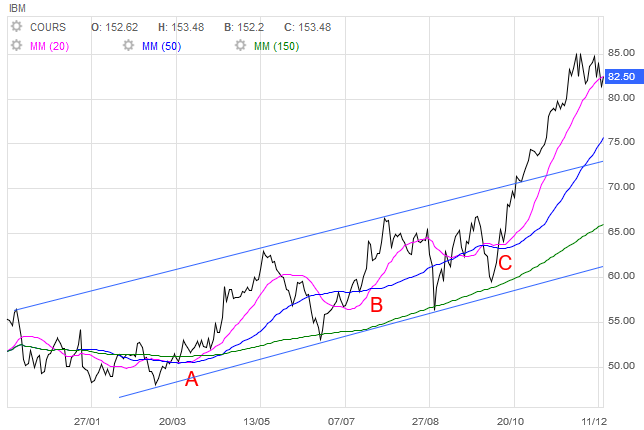 IBM
COURS O: 152.62 H: 153.48 B: 152.2 C: 153.48
MM (20) MM (50) MM (150)
85.00
82.50
80.00
75.00
70.00
65.00
C
60.00
B
55.00
A
50.00
27/01 20/03 13/05 07/07 27/08 20/10 11/12